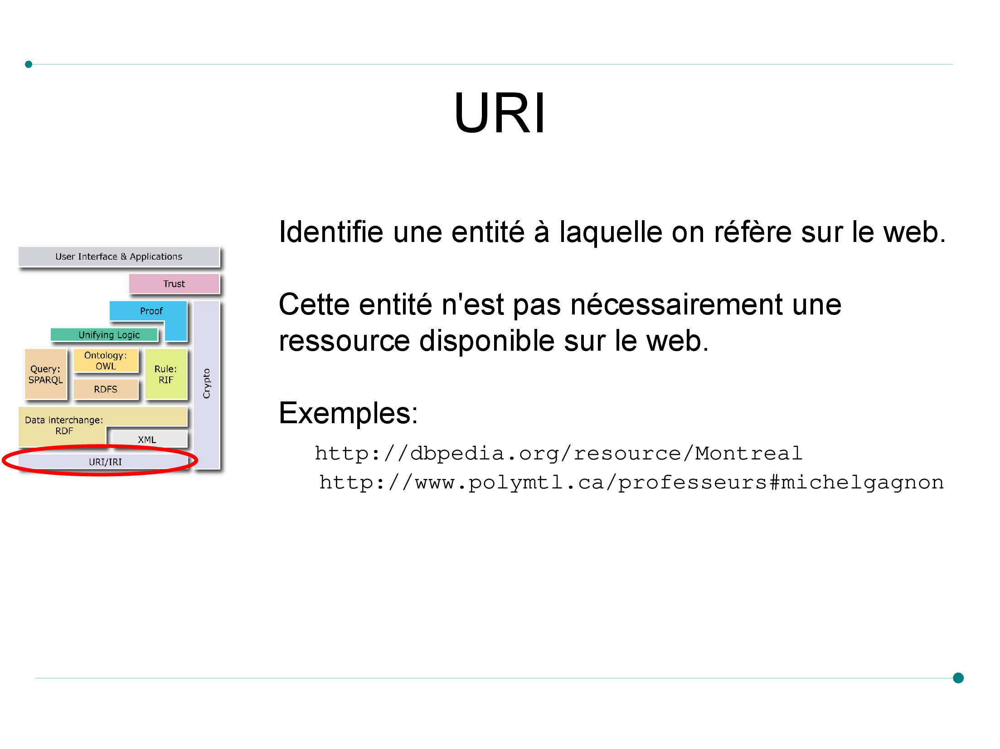 URI
Identifie une entité à laquelle on réfère sur le web.
Cette entité n'est pas nécessairement une
ressource disponible sur le web.
Exemples:
http://dbpedia.org/resource/Montreal
http://www.polymtl.ca/professeurs#michelgagnon
User Interface & Applications
Trust
Proof
Unifying Logic
Query:
SPARQL
Ontology:
OWL
RDFS
Rule:
RIF
Crypto
Data interchange:
RDF
XML
URI/IRI